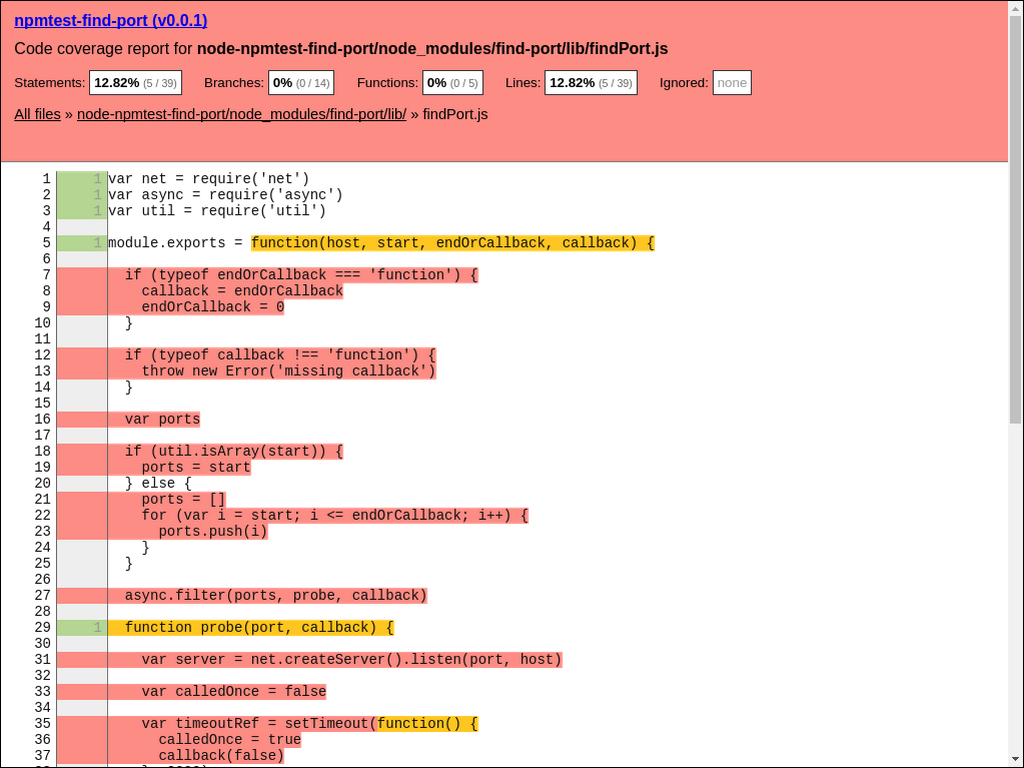 npmtest-find-port (v0.0.1)
Code coverage report for node-npmtest-find-port/node_modules/find-port/lib/findPort.js
Statements: 12.82% (5 / 39) Branches: 0% (0 / 14) Functions: 0% (0 / 5) Lines: 12.82% (5 / 39) Ignored: none
All files » node-npmtest-find-port/node_modules/find-port/lib/ » findPort.js
1 1 var net = require('net')
2 1 var async = require('async')
3 1 var util = require('util')
4
5 1 module.exports = function(host, start, endOrCallback, callback) {
6
7 if (typeof endOrCallback === 'function') {
8 callback = endOrCallback
9 endOrCallback = 0
10 }
11
12 if (typeof callback !== 'function') {
13 throw new Error('missing callback')
14 }
15
16 var ports
17
18 if (util.isArray(start)) {
19 ports = start
20 } else {
21 ports = []
22 for (var i = start; i <= endOrCallback; i++) {
23 ports.push(i)
24 }
25 }
26
27 async.filter(ports, probe, callback)
28
29 1 function probe(port, callback) {
30
31 var server = net.createServer().listen(port, host)
32
33 var calledOnce = false
34
35 var timeoutRef = setTimeout(function() {
36 calledOnce = true
37 callback(false)